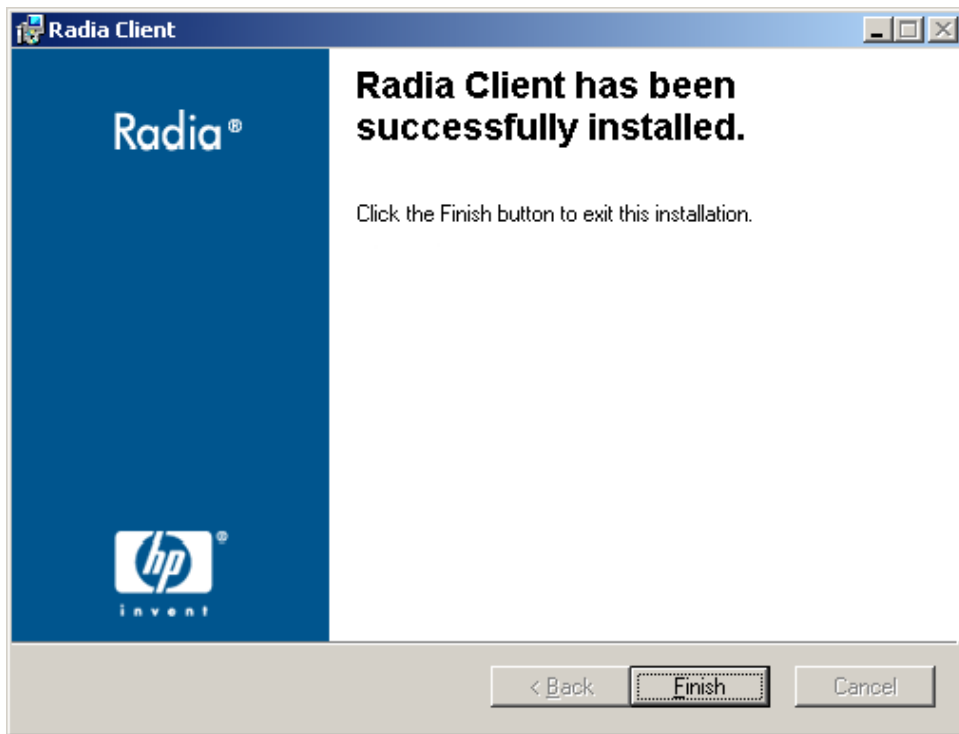 Radia Client
Radia®
Radia Client has been
successfully installed.
Click the Finish button to exit this installation.
hp®
invent
< Back
Finish
Cancel